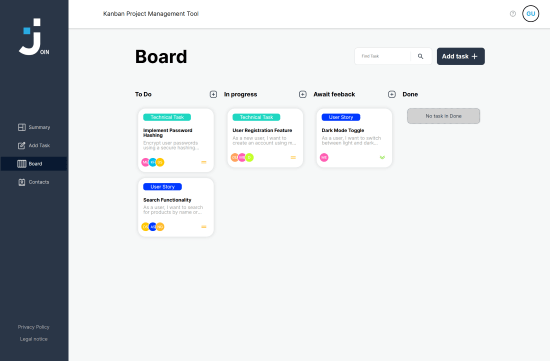 JOIN
Summary
Add Task
Board
Contacts
Privacy Policy
Legal notice
Kanban Project Management Tool
GU
Board
Find Task
Add task +
To Do
In progress
Await feeback
Done
Technical Task
Implement Password
Hashing
Encrypt user passwords
using a secure hashing...
User Story
Search Functionality
As a user, I want to search
for products by name or...
Technical Task
User Registration Feature
As a new user, I want to
create an account using m...
User Story
Dark Mode Toggle
As a user, I want to switch
between light and dark...
No task in Done